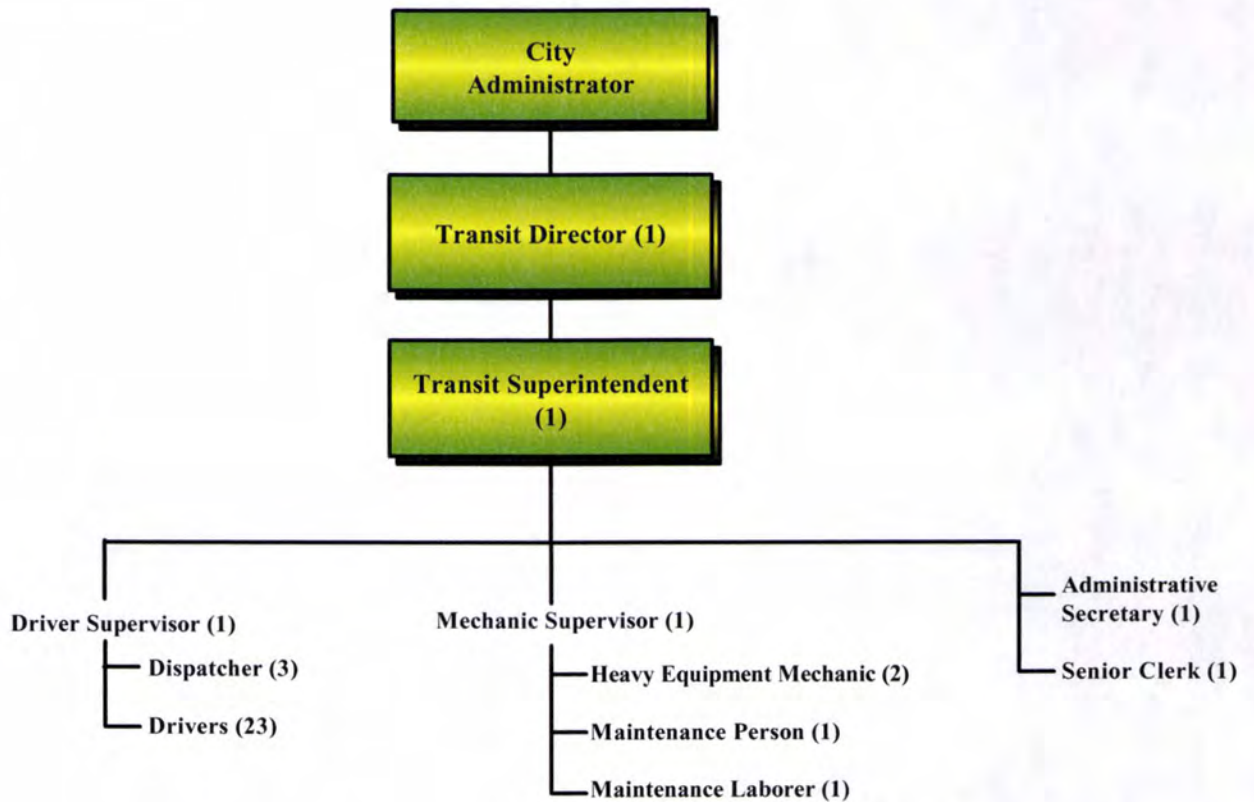 City
Administrator
Transit Director (1)
Transit Superintendent
(1)
Driver Supervisor (1)
Dispatcher (3)
Drivers (23)
Mechanic Supervisor (1)
Heavy Equipment Mechanic (2)
Maintenance Person (1)
Maintenance Laborer (1)
Administrative
Secretary (1)
Senior Clerk (1)